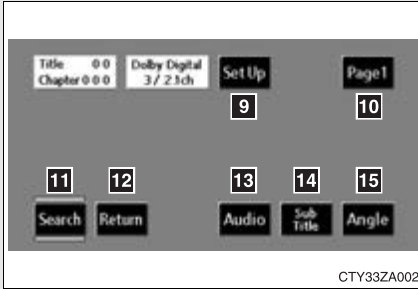 Title 0 0
Chapter 0 0 0
Dolby Digital
3 / 2.1ch
Set Up
Page1
9
10
11
12
13
14
15
Search
Return
Audio
Sub
Title
Angle
CTY33ZA002